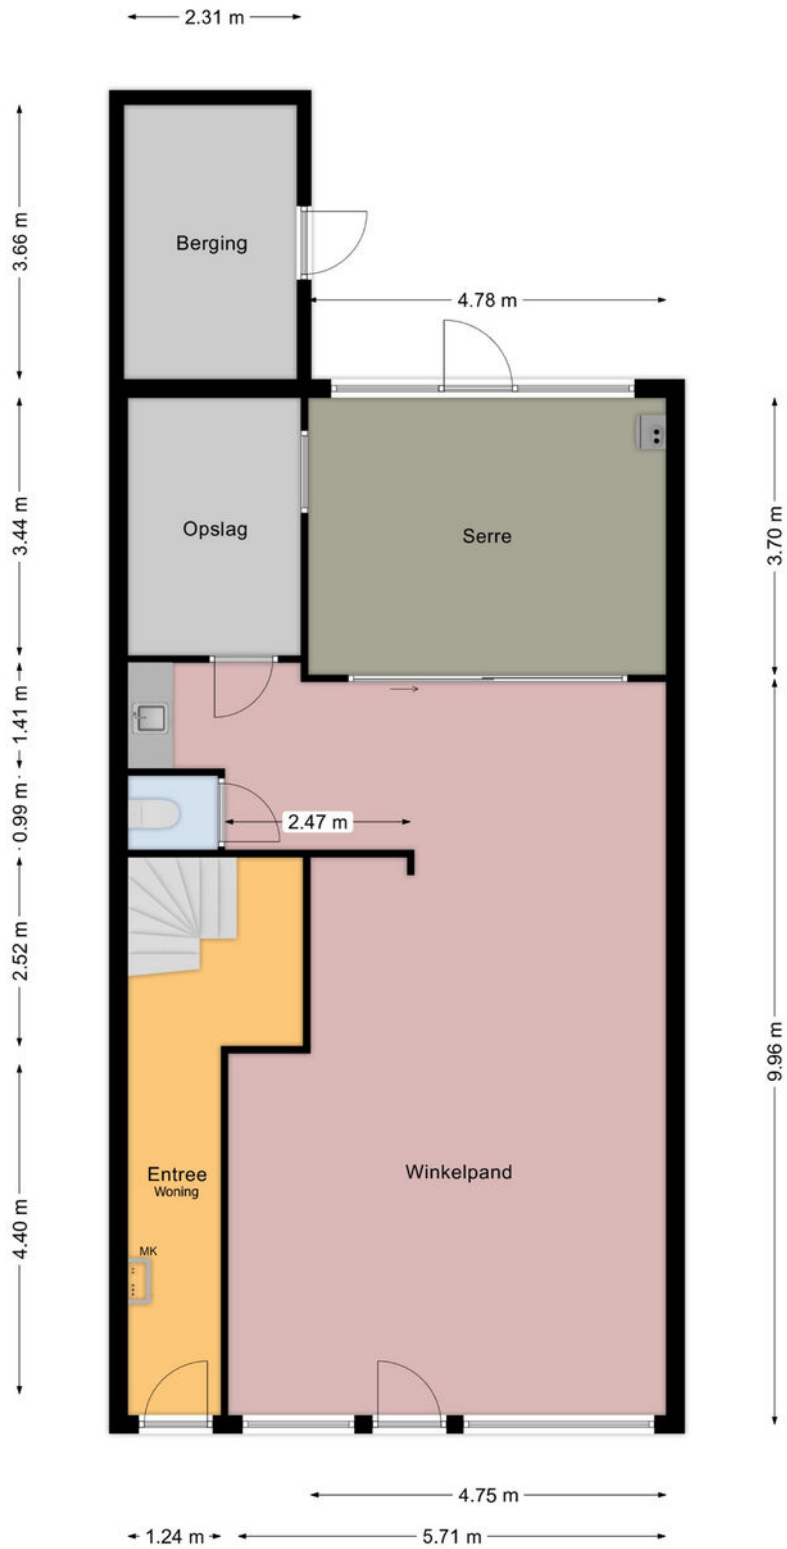 2.31 m
3.66 m
Berging
4.78 m
3.44 m
Opslag
Serre
3.70 m
1.41 m
0.99 m
2.47 m
2.52 m
9.96 m
Entree
Woning
Winkelpand
4.40 m
MK
4.75 m
1.24 m
5.71 m